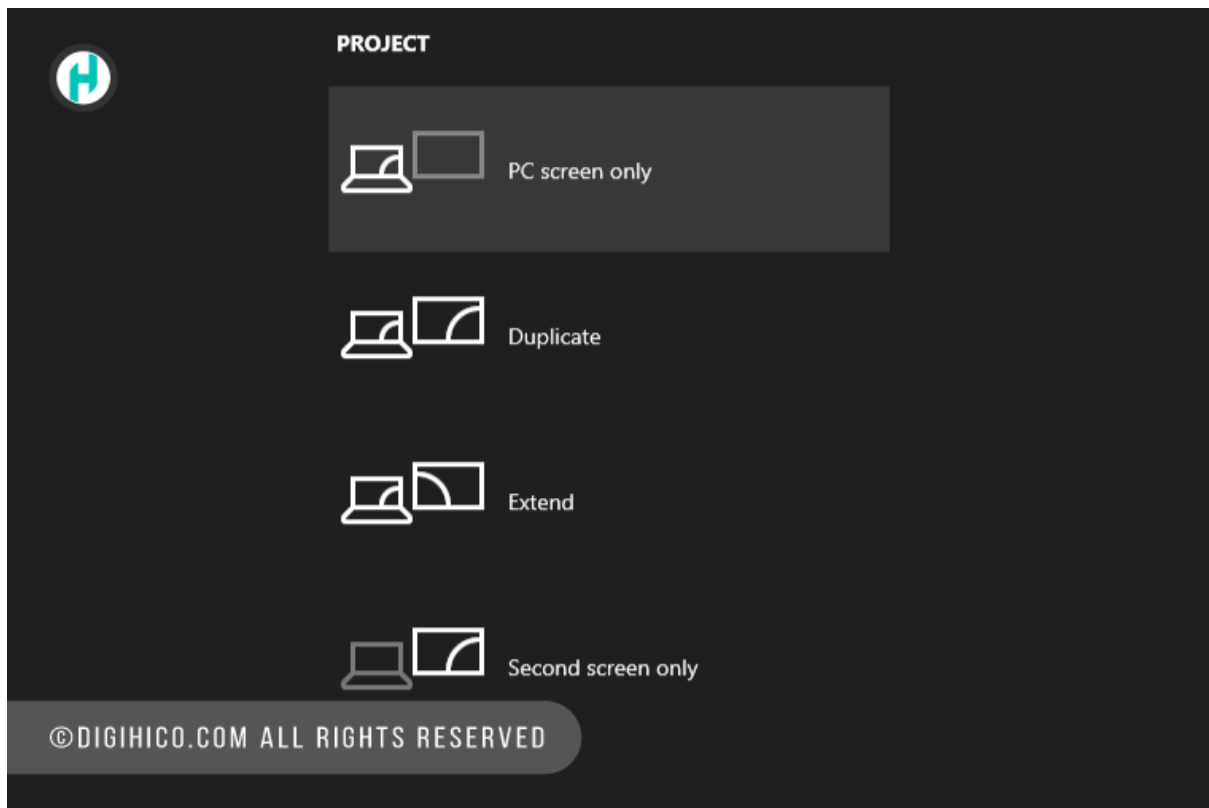 PROJECT
PC screen only
Duplicate
Extend
Second screen only
©DIGIHICO.COM ALL RIGHTS RESERVED